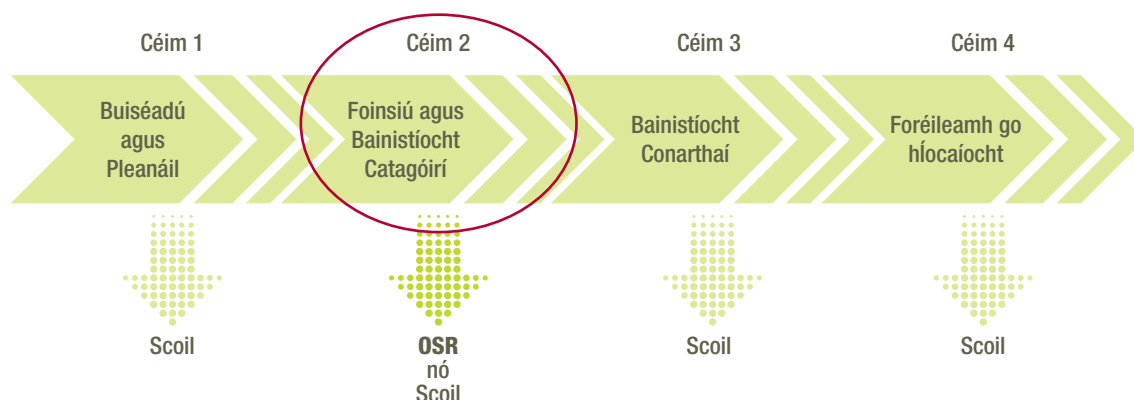 Céim 1
Céim 2
Céim 3
Céim 4
Buiséadú
agus
Pleanáil
Foinsiú agus
Bainistíocht
Catagóirí
Bainistíocht
Conarthaí
Foréileamh go
hÍocaíocht
Scoil
OSR
nó
Scoil
Scoil
Scoil